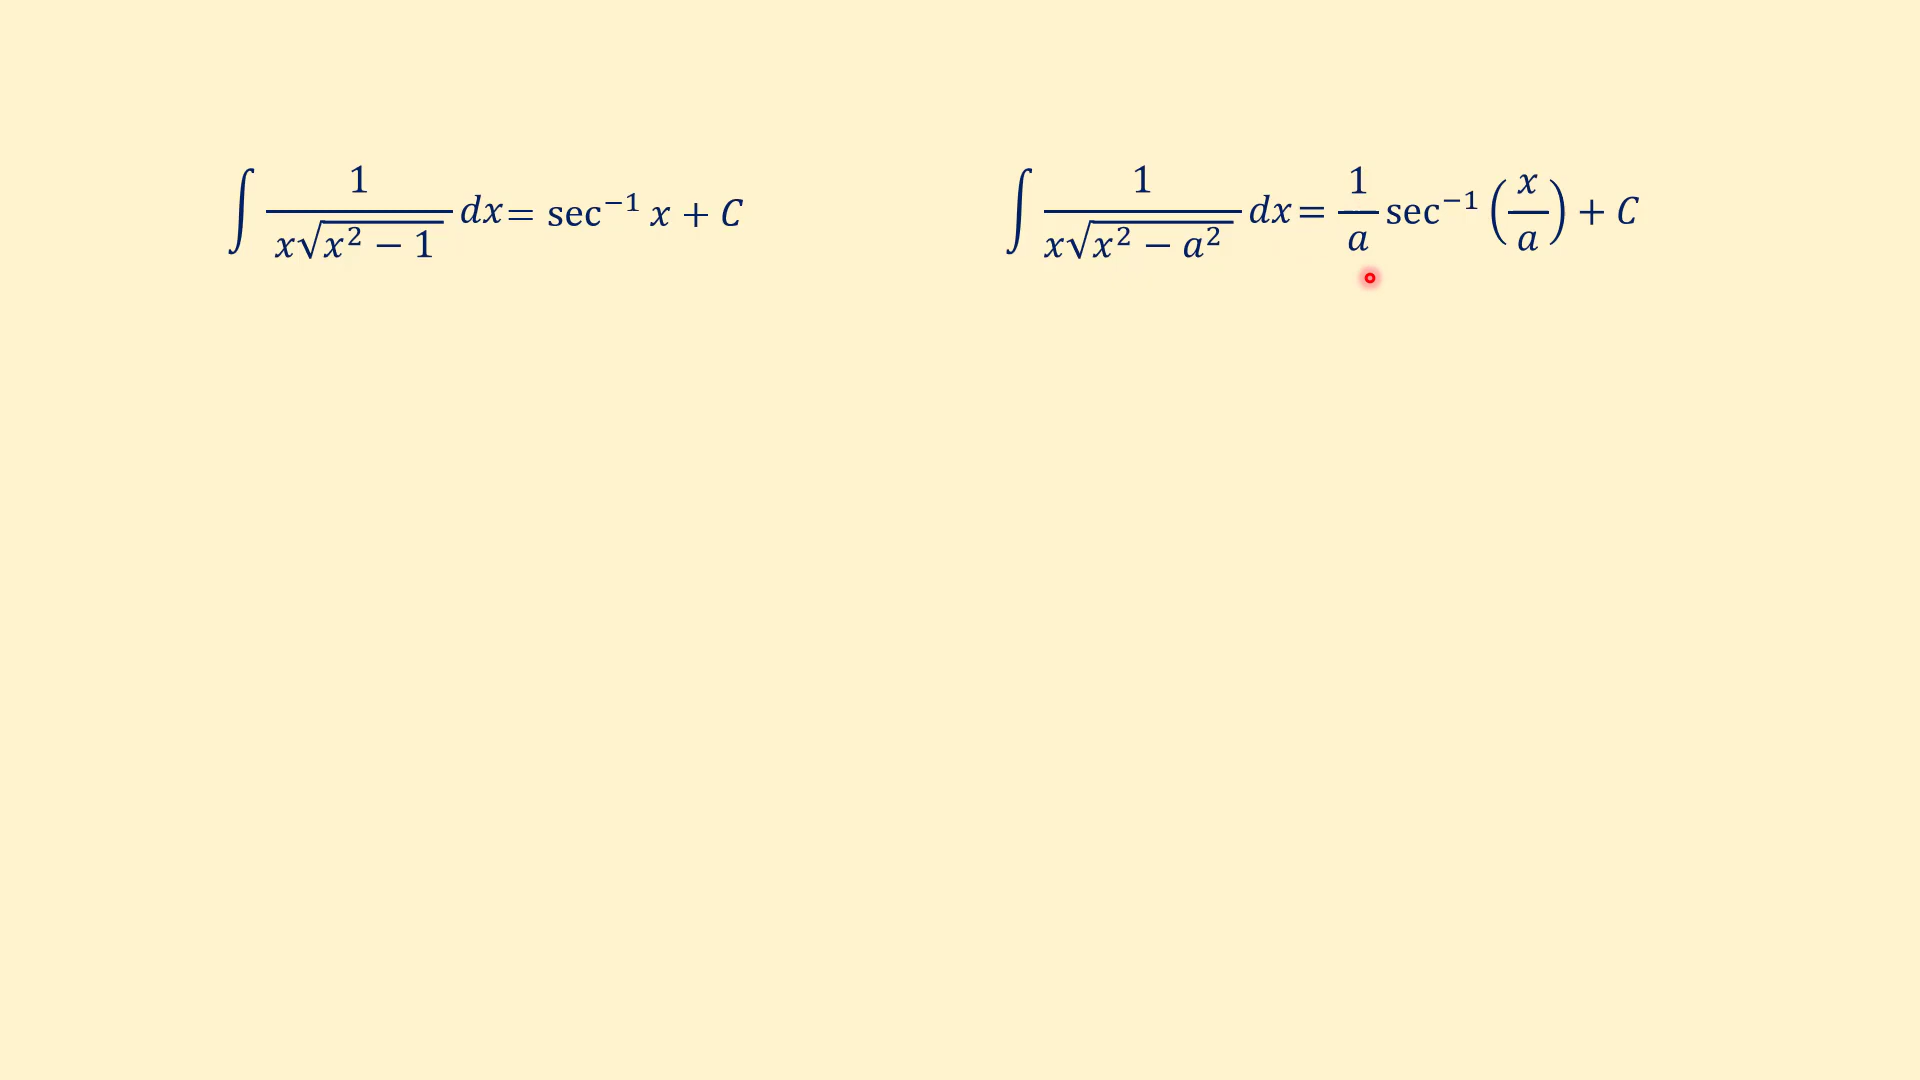 ∫ 1/(x√(x² − 1)) dx = sec⁻¹ x + C
∫ 1/(x√(x² − a²)) dx = 1/a sec⁻¹ (x/a) + C